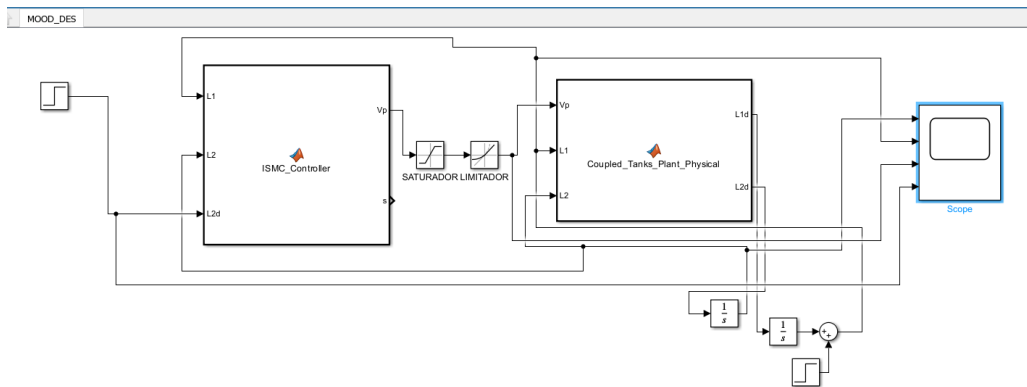 MOOD_DES
L1
L2
L2d
Vp
s
ISMC_Controller
SATURADOR
LIMITADOR
Vp
L1
L2
L1d
L2d
Coupled_Tanks_Plant_Physical
Scope
1
s
1
s
+
+